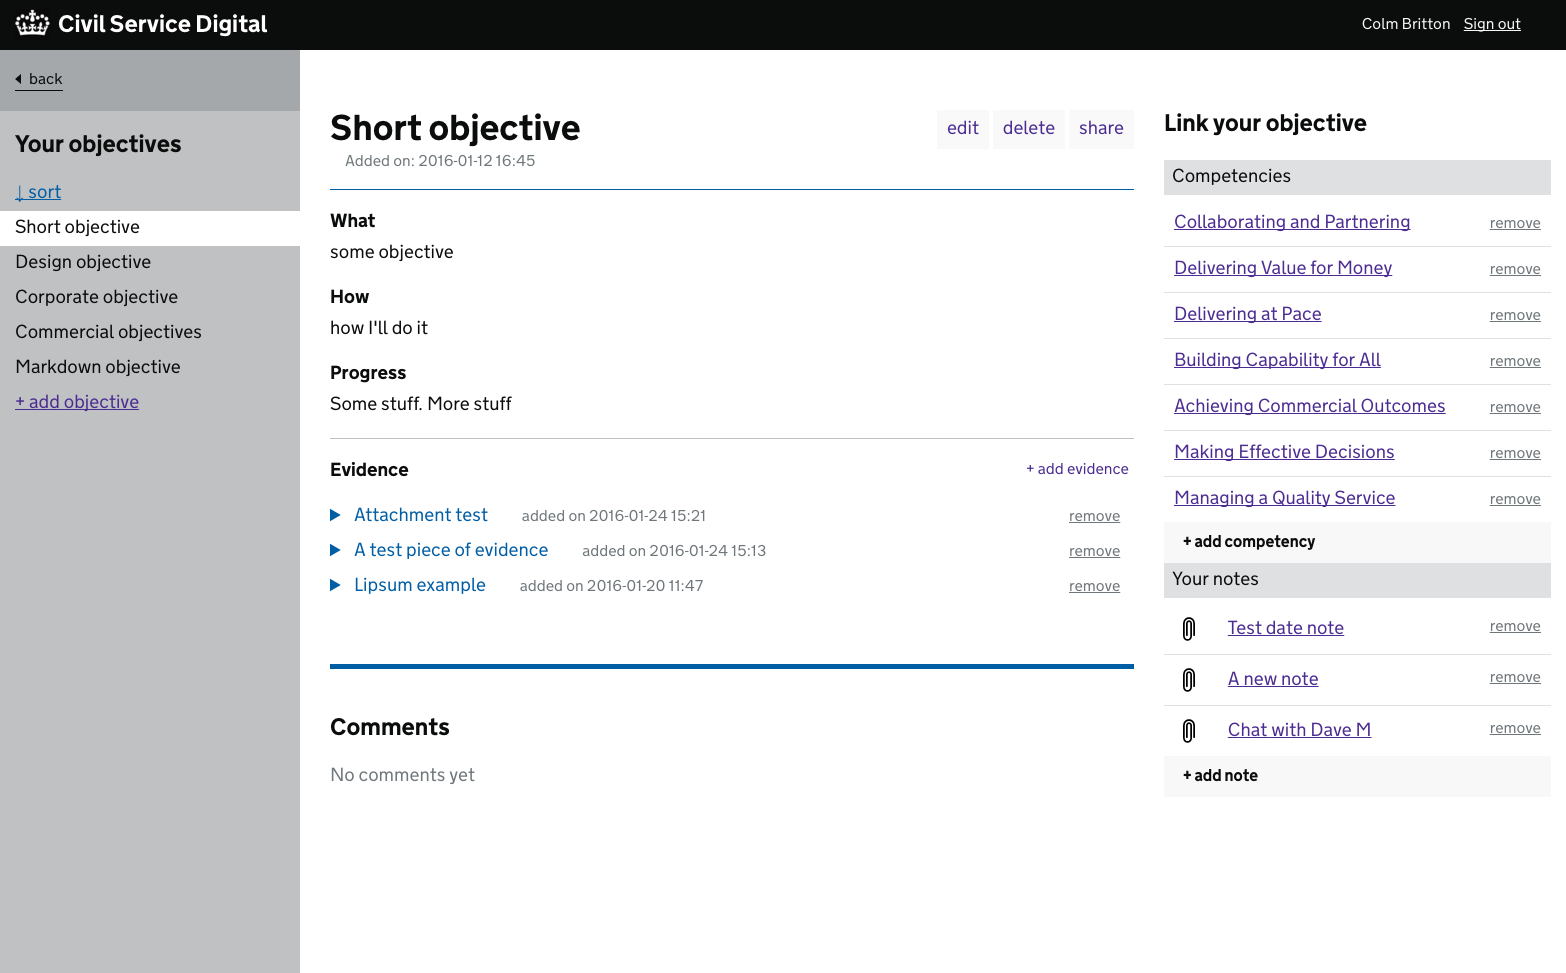 Civil Service Digital
Colm Britton Sign out
back
Your objectives
↓ sort
Short objective
Design objective
Corporate objective
Commercial objectives
Markdown objective
+ add objective
Short objective
edit delete share
Added on: 2016-01-12 16:45
What
some objective
How
how I'll do it
Progress
Some stuff. More stuff
Evidence + add evidence
Attachment test added on 2016-01-24 15:21 remove
A test piece of evidence added on 2016-01-24 15:13 remove
Lipsum example added on 2016-01-20 11:47 remove
Comments
No comments yet
Link your objective
Competencies
Collaborating and Partnering remove
Delivering Value for Money remove
Delivering at Pace remove
Building Capability for All remove
Achieving Commercial Outcomes remove
Making Effective Decisions remove
Managing a Quality Service remove
+ add competency
Your notes
Test date note remove
A new note remove
Chat with Dave M remove
+ add note